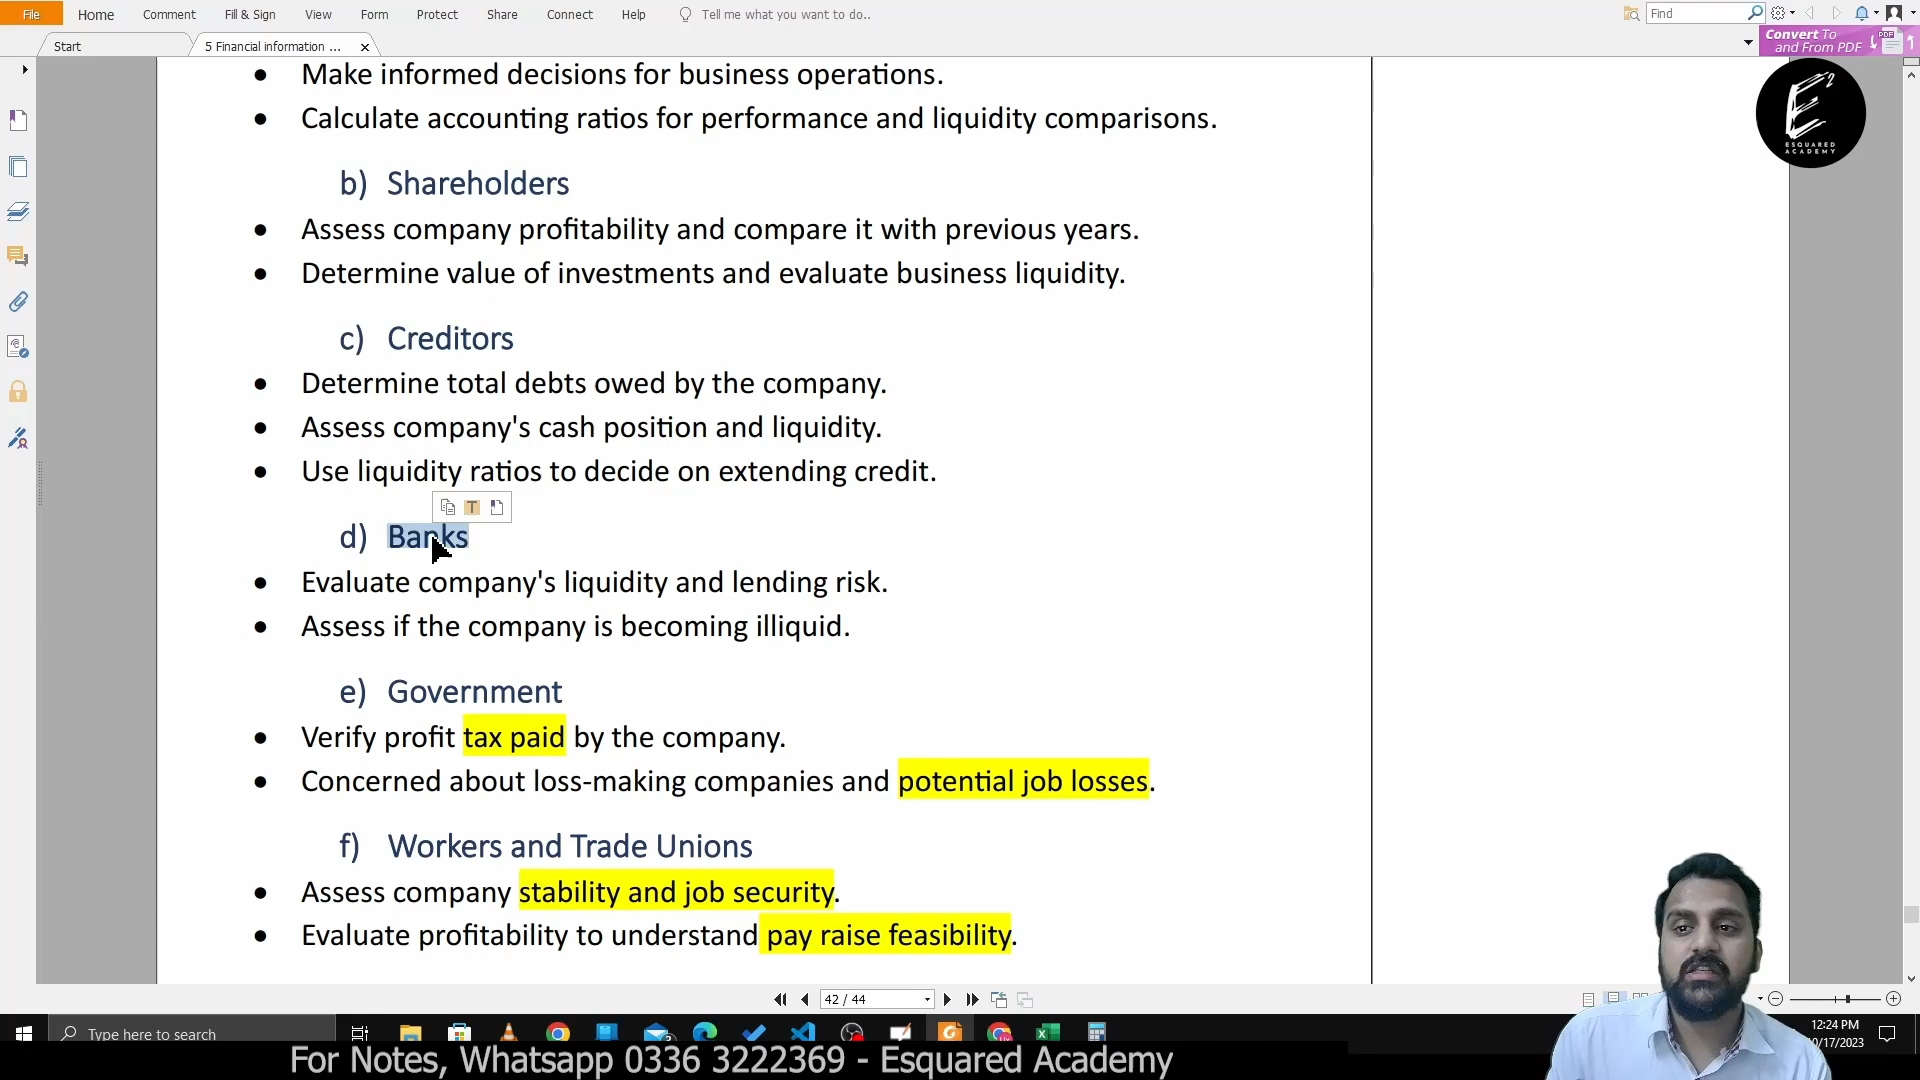 File Home Comment Fill & Sign View Form Protect Share Connect Help Tell me what you want to do.. Find
Start 5 Financial information ... Convert To and From PDF
PDF
• Make informed decisions for business operations.
• Calculate accounting ratios for performance and liquidity comparisons.
E2
ESQUARED
ACADEMY
b) Shareholders
• Assess company profitability and compare it with previous years.
• Determine value of investments and evaluate business liquidity.
c) Creditors
• Determine total debts owed by the company.
• Assess company's cash position and liquidity.
• Use liquidity ratios to decide on extending credit.
T
d) Banks
• Evaluate company's liquidity and lending risk.
• Assess if the company is becoming illiquid.
e) Government
• Verify profit tax paid by the company.
• Concerned about loss-making companies and potential job losses.
f) Workers and Trade Unions
• Assess company stability and job security.
• Evaluate profitability to understand pay raise feasibility.
42 / 44
Type here to search
12:24 PM
0/17/2023
For Notes, Whatsapp 0336 3222369 - Esquared Academy